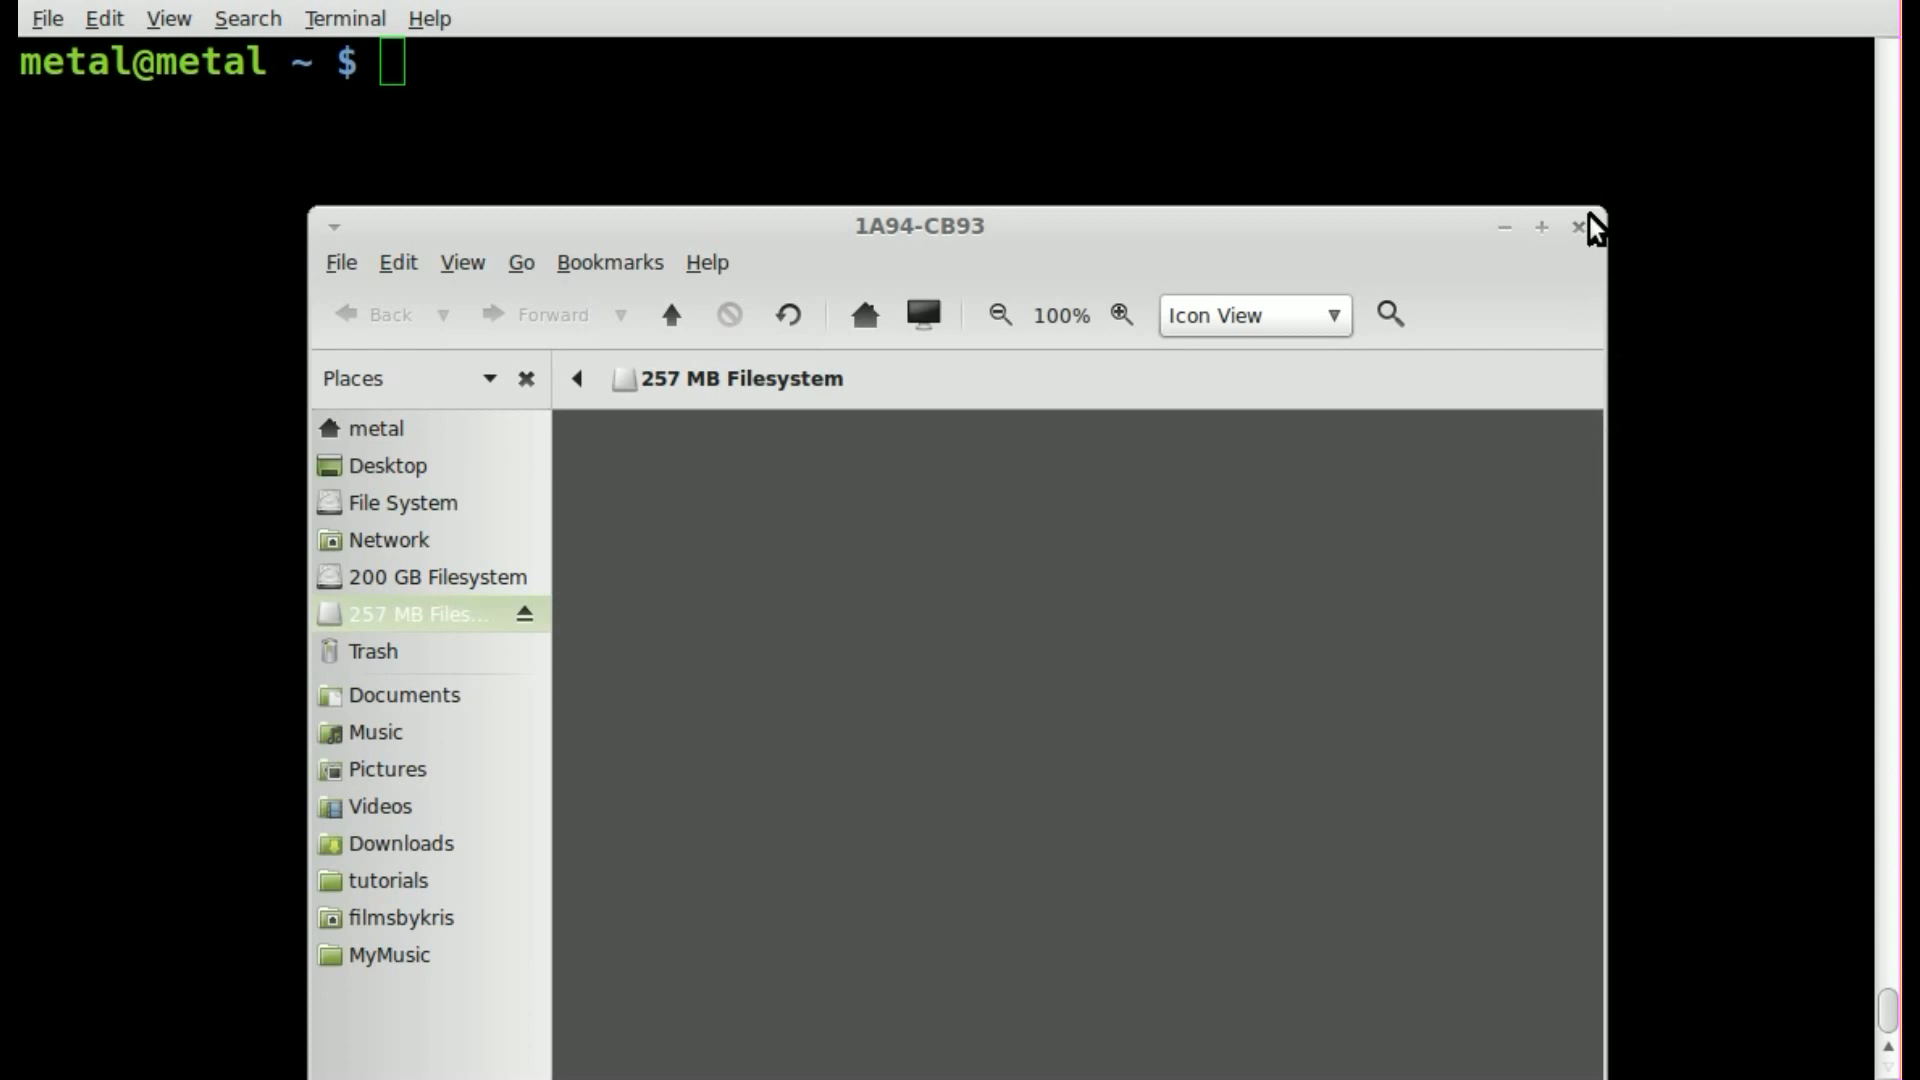 File Edit View Search Terminal Help
metal@metal ~ $
1A94-CB93
File Edit View Go Bookmarks Help
Back Forward 100% Icon View
Places 257 MB Filesystem
metal
Desktop
File System
Network
200 GB Filesystem
257 MB Files...
Trash
Documents
Music
Pictures
Videos
Downloads
tutorials
filmsbykris
MyMusic